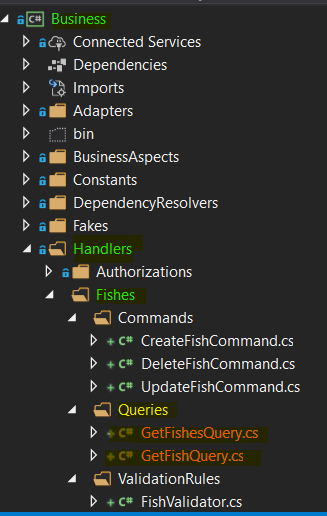 C# Business
Connected Services
Dependencies
Imports
Adapters
bin
BusinessAspects
Constants
DependencyResolvers
Fakes
Handlers
Authorizations
Fishes
Commands
+ C# CreateFishCommand.cs
+ C# DeleteFishCommand.cs
+ C# UpdateFishCommand.cs
Queries
+ C# GetFishesQuery.cs
+ C# GetFishQuery.cs
ValidationRules
+ C# FishValidator.cs